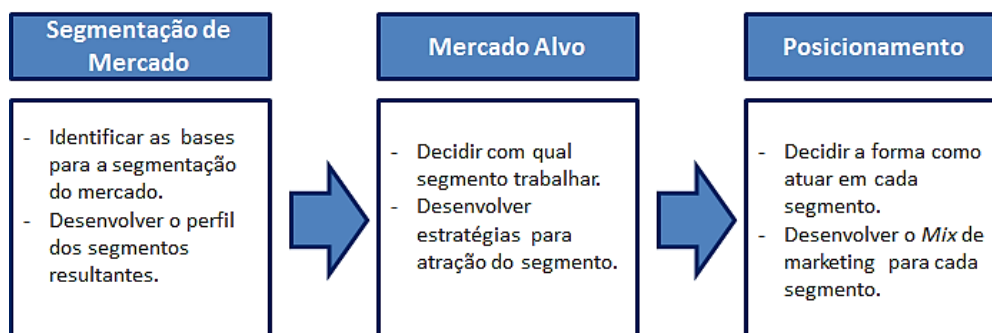 Segmentação de
Mercado
- Identificar as bases
para a segmentação
do mercado.
- Desenvolver o perfil
dos segmentos
resultantes.
Mercado Alvo
- Decidir com qual
segmento trabalhar.
- Desenvolver
estratégias para
atração do segmento.
Posicionamento
- Decidir a forma como
atuar em cada
segmento.
- Desenvolver o Mix de
marketing para cada
segmento.